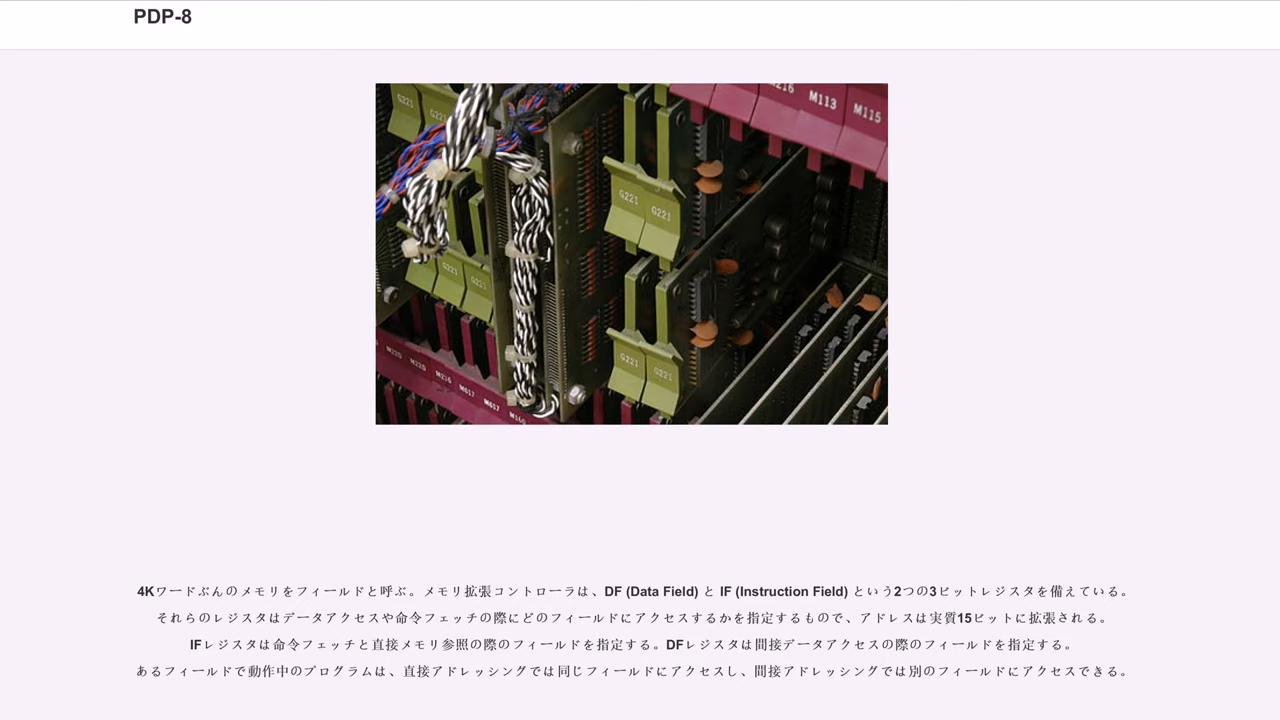 PDP-8
G221
G221
M113
M115
G221
G221
G221
G221
M617
M617
G221
G221
4Kワードぶんのメモリをフィールドと呼ぶ。メモリ拡張コントローラは、DF (Data Field) と IF (Instruction Field) という2つの3ビットレジスタを備えている。
それらのレジスタはデータアクセスや命令フェッチの際にどのフィールドにアクセスするかを指定するもので、アドレスは実質15ビットに拡張される。
IFレジスタは命令フェッチと直接メモリ参照の際のフィールドを指定する。DFレジスタは間接データアクセスの際のフィールドを指定する。
あるフィールドで動作中のプログラムは、直接アドレッシングでは同じフィールドにアクセスし、間接アドレッシングでは別のフィールドにアクセスできる。